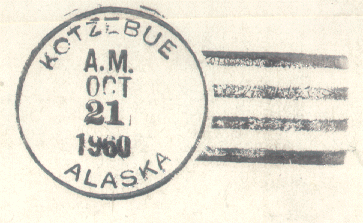 KOTZEBUE
A.M.
OCT
21
1960
ALASKA